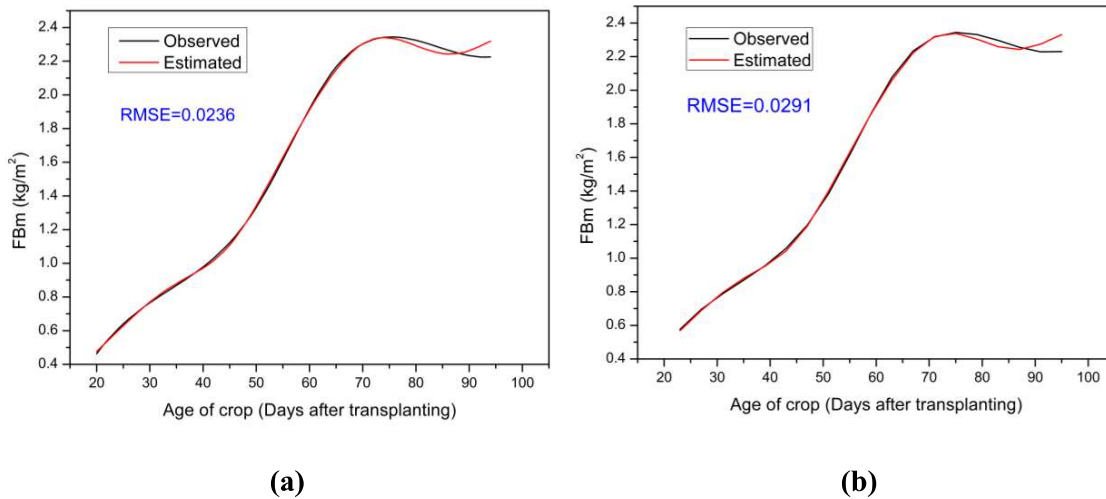 2.4
2.2
2.0
1.8
1.6
1.4
1.2
1.0
0.8
0.6
0.4
FBm (kg/m²)
Observed
Estimated
RMSE=0.0236
20 30 40 50 60 70 80 90 100
Age of crop (Days after transplanting)
(a)
2.4
2.2
2.0
1.8
1.6
1.4
1.2
1.0
0.8
0.6
0.4
FBm (kg/m²)
Observed
Estimated
RMSE=0.0291
20 30 40 50 60 70 80 90 100
Age of crop (Days after transplanting)
(b)